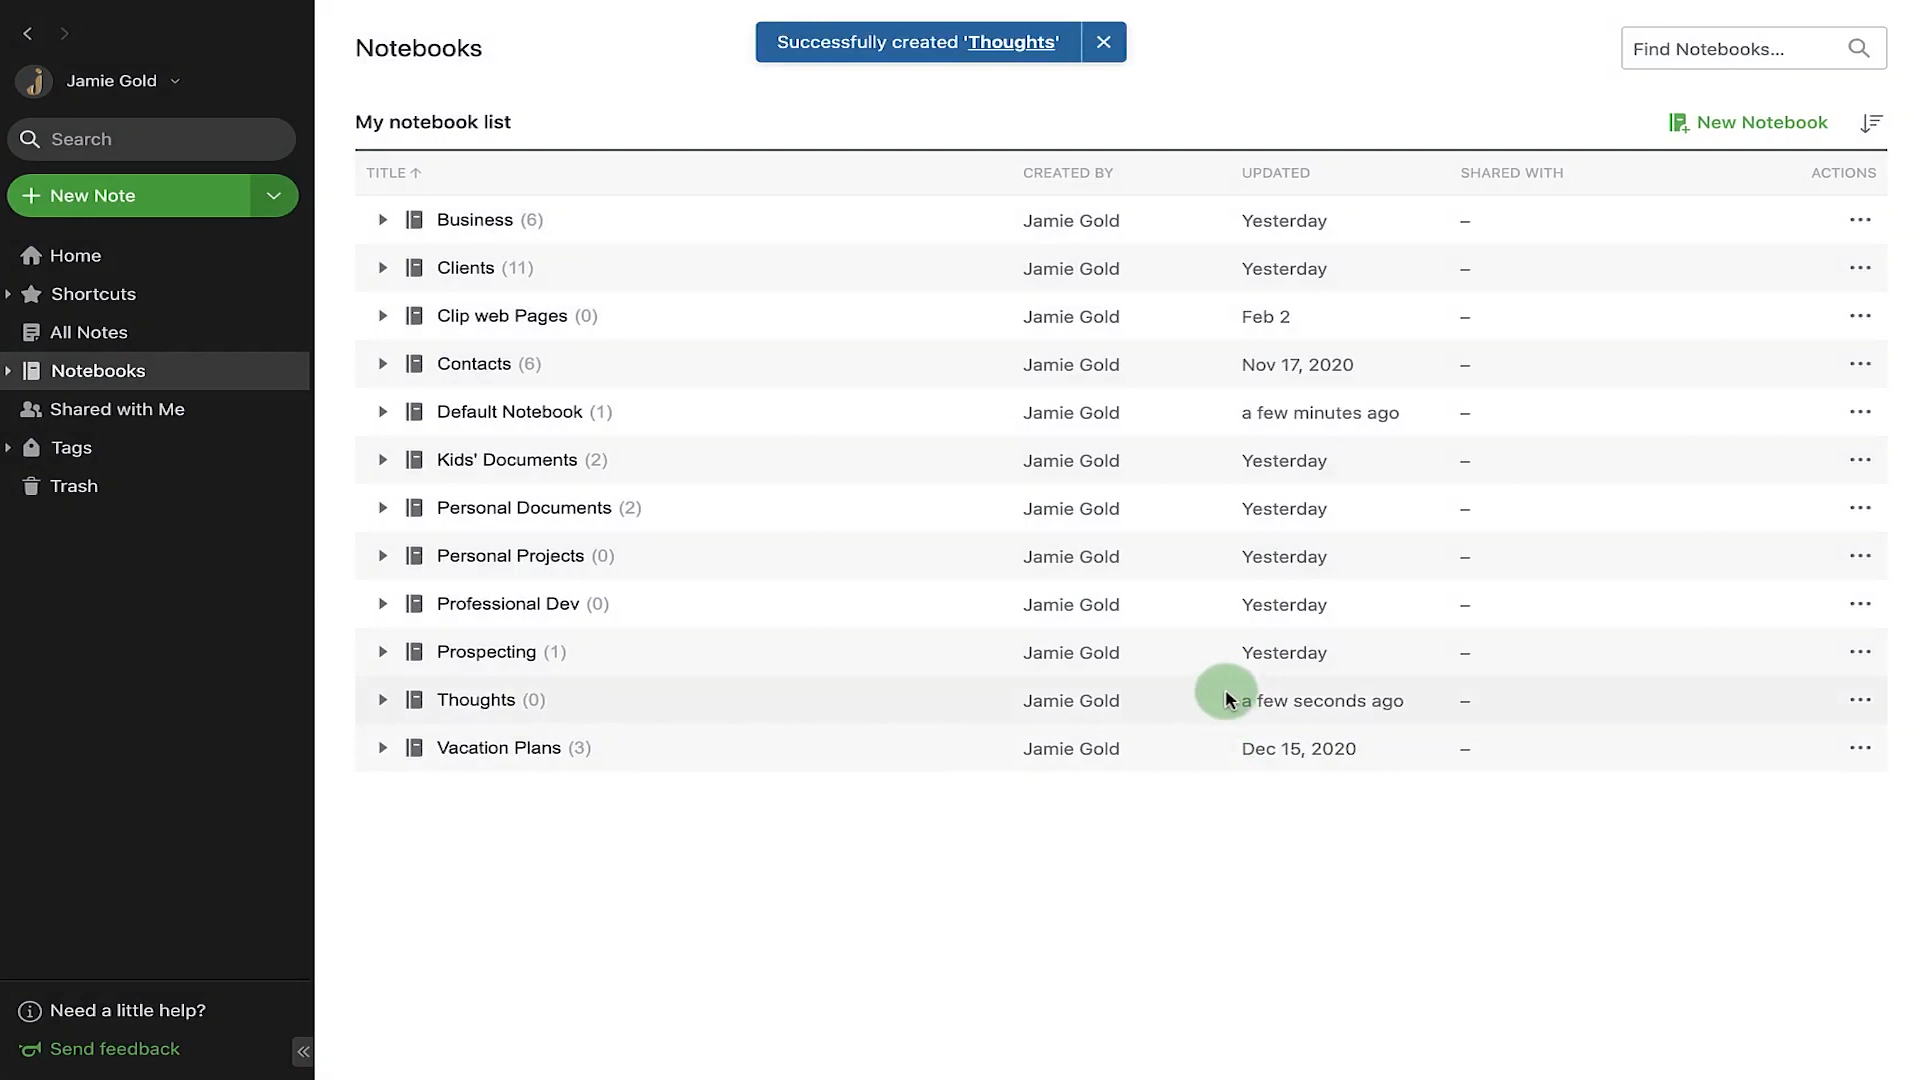 Jamie Gold
Search
New Note
Home
Shortcuts
All Notes
Notebooks
Shared with Me
Tags
Trash
Need a little help?
Send feedback
Notebooks
Successfully created 'Thoughts'
Find Notebooks...
My notebook list
New Notebook
TITLE CREATED BY UPDATED SHARED WITH ACTIONS
Business (6) Jamie Gold Yesterday –
Clients (11) Jamie Gold Yesterday –
Clip web Pages (0) Jamie Gold Feb 2 –
Contacts (6) Jamie Gold Nov 17, 2020 –
Default Notebook (1) Jamie Gold a few minutes ago –
Kids' Documents (2) Jamie Gold Yesterday –
Personal Documents (2) Jamie Gold Yesterday –
Personal Projects (0) Jamie Gold Yesterday –
Professional Dev (0) Jamie Gold Yesterday –
Prospecting (1) Jamie Gold Yesterday –
Thoughts (0) Jamie Gold a few seconds ago –
Vacation Plans (3) Jamie Gold Dec 15, 2020 –